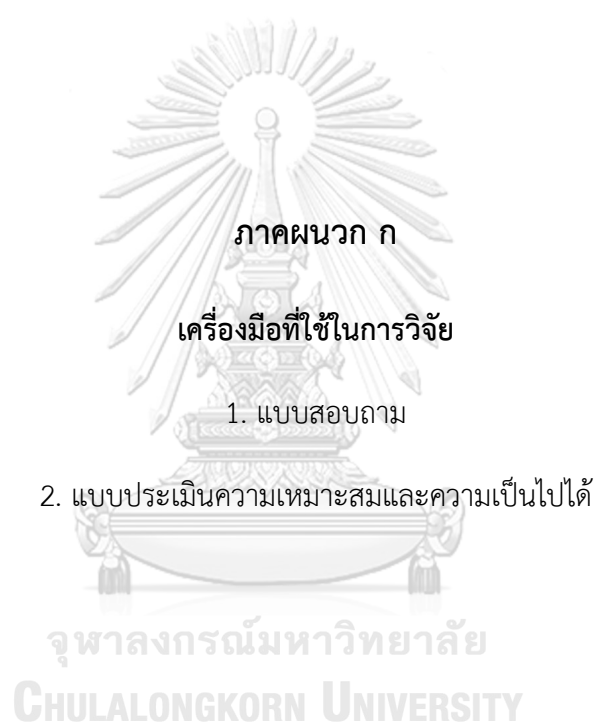 ภาคผนวก ก
เครื่องมือที่ใช้ในการวิจัย
1. แบบสอบถาม
2. แบบประเมินความเหมาะสมและความเป็นไปได้
จุฬาลงกรณ์มหาวิทยาลัย
CHULALONGKORN UNIVERSITY